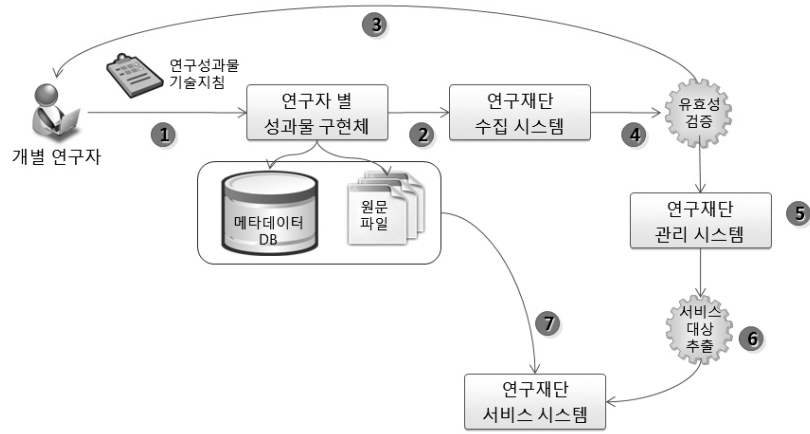 3
연구성과물
기술지침
개별 연구자
1
연구자 별
성과물 구현체
2
연구재단
수집 시스템
4
유효성
검증
메타데이터
DB
원문
파일
연구재단
관리 시스템
5
서비스
대상
추출
6
7
연구재단
서비스 시스템